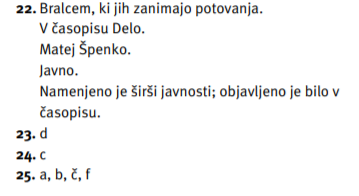 22. Bralcem, ki jih zanimajo potovanja.
V časopisu Delo.
Matej Špenko.
Javno.
Namenjeno je širši javnosti; objavljeno je bilo v
časopisu.
23. d
24. c
25. a, b, č, f